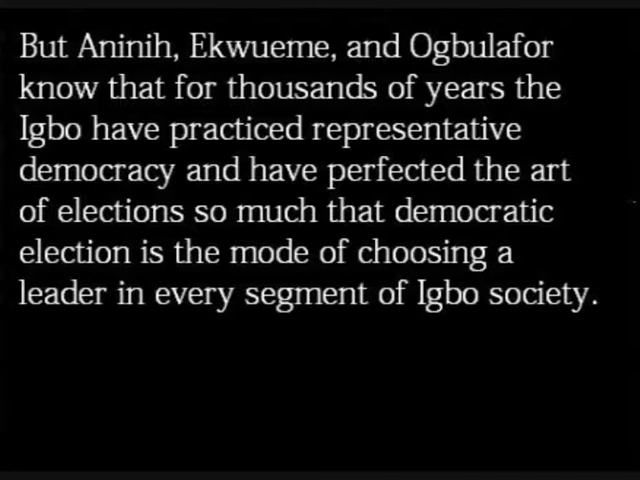 But Aninih, Ekwueme, and Ogbulafor
know that for thousands of years the
Igbo have practiced representative
democracy and have perfected the art
of elections so much that democratic
election is the mode of choosing a
leader in every segment of Igbo society.